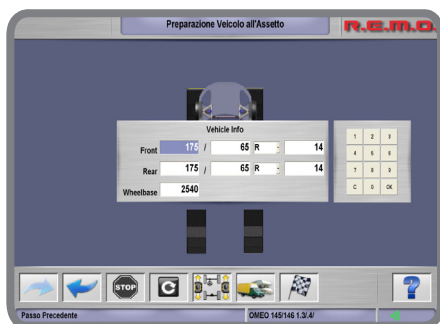 Preparazione Veicolo all'Assetto
R.E.M.O.
Vehicle Info
Front 175 / 65 R - 14
Rear 175 / 65 R - 14
Wheelbase 2540
1 2 3
4 5 6
7 8 9
C 0 OK
STOP
C
?
Passo Precedente
OMEO 145/146 1.3/.4/